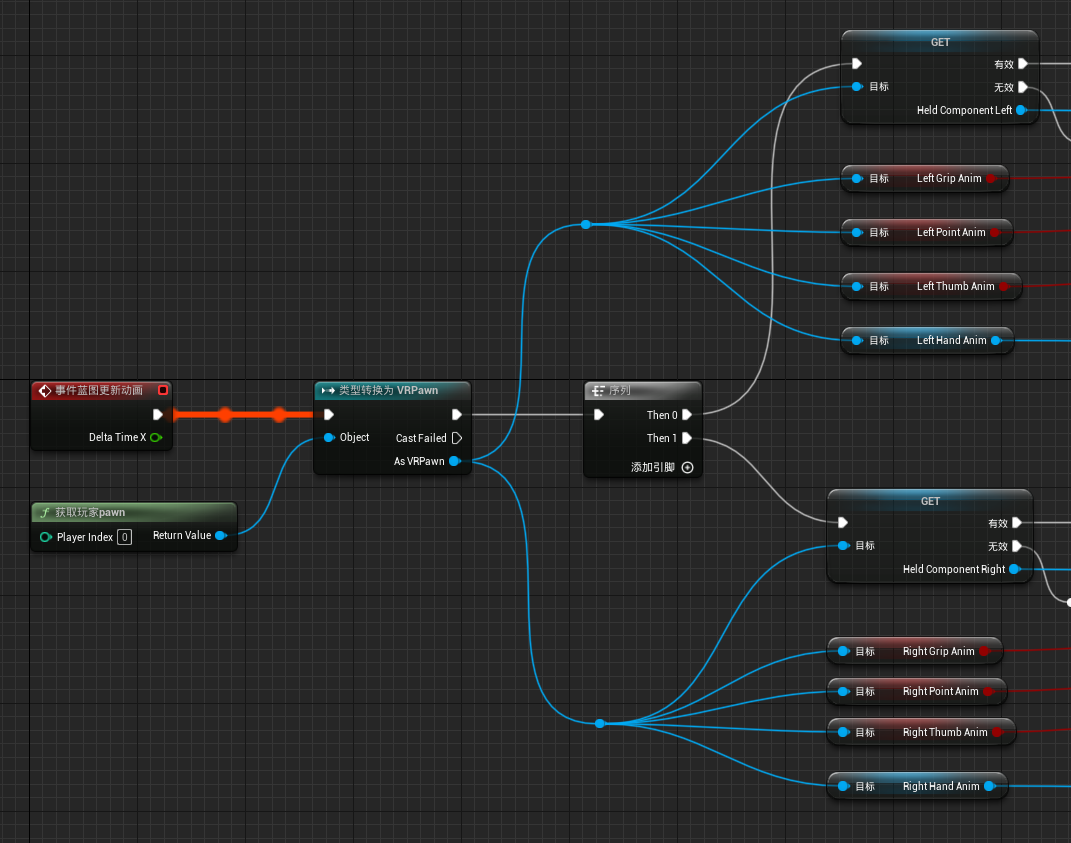 GET
有效
目标
无效
Held Component Left
目标
Left Grip Anim
目标
Left Point Anim
目标
Left Thumb Anim
目标
Left Hand Anim
事件蓝图更新动画
Delta Time X
类型转换为 VRPawn
Object
Cast Failed
As VRPawn
序列
Then 0
Then 1
添加引脚
f 获取玩家pawn
Player Index 0
Return Value
GET
有效
目标
无效
Held Component Right
目标
Right Grip Anim
目标
Right Point Anim
目标
Right Thumb Anim
目标
Right Hand Anim